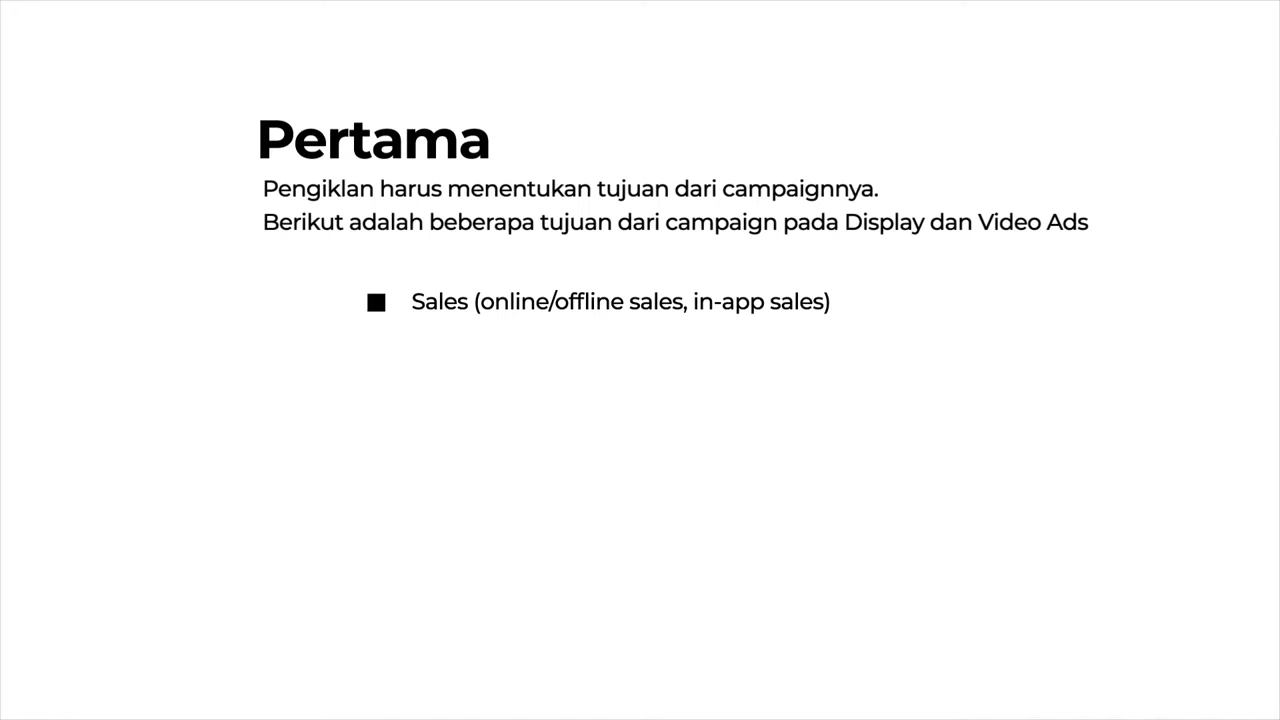 Pertama
Pengiklan harus menentukan tujuan dari campaignnya.
Berikut adalah beberapa tujuan dari campaign pada Display dan Video Ads
■ Sales (online/offline sales, in-app sales)